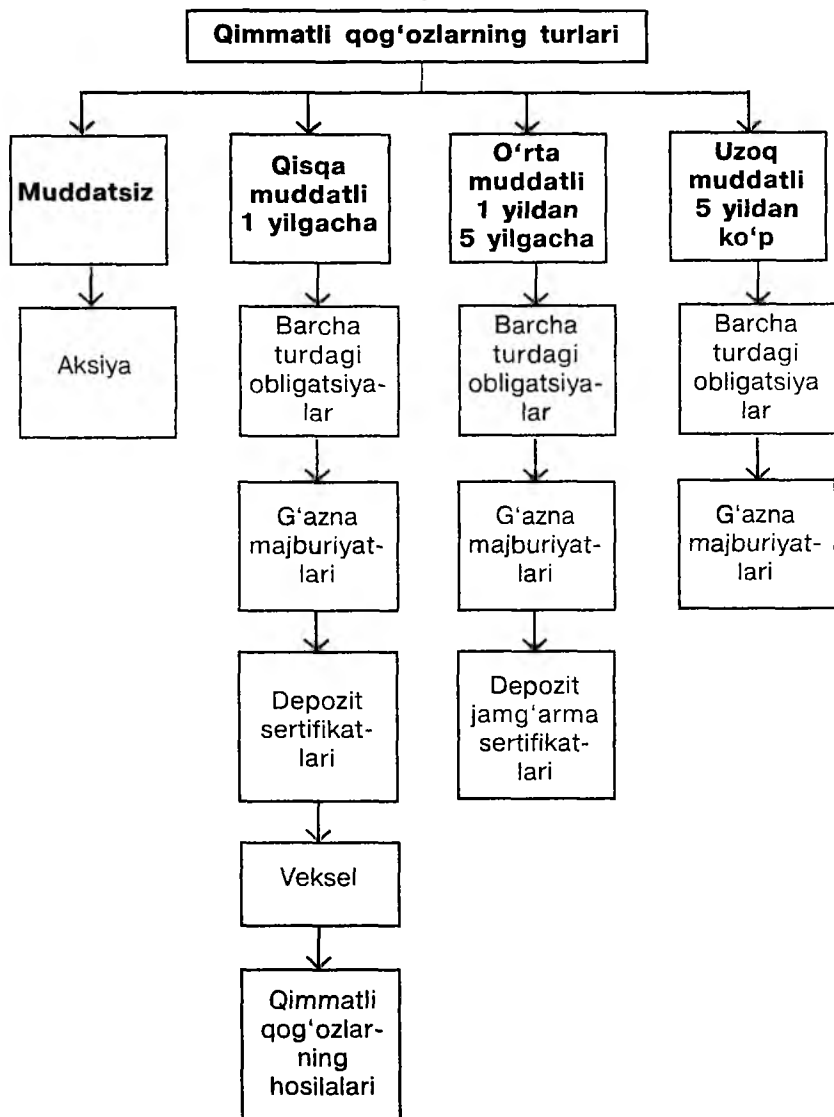 Qimmatli qog‘ozlarning turlari
Muddatsiz
Qisqa
muddatli
1 yilgacha
O‘rta
muddatli
1 yildan
5 yilgacha
Uzoq
muddatli
5 yildan
ko‘p
Aksiya
Barcha
turdagi
obligatsiya-
lar
Barcha
turdagi
obligatsiya-
lar
Barcha
turdagi
obligatsiya
lar
G‘azna
majburiyat-
lari
G‘azna
majburiyat-
lari
G‘azna
majburiyat-
lari
Depozit
sertifikat-
lari
Depozit
jamg‘arma
sertifikat-
lari
Veksel
Qimmatli
qog‘ozlar-
ning
hosilalari